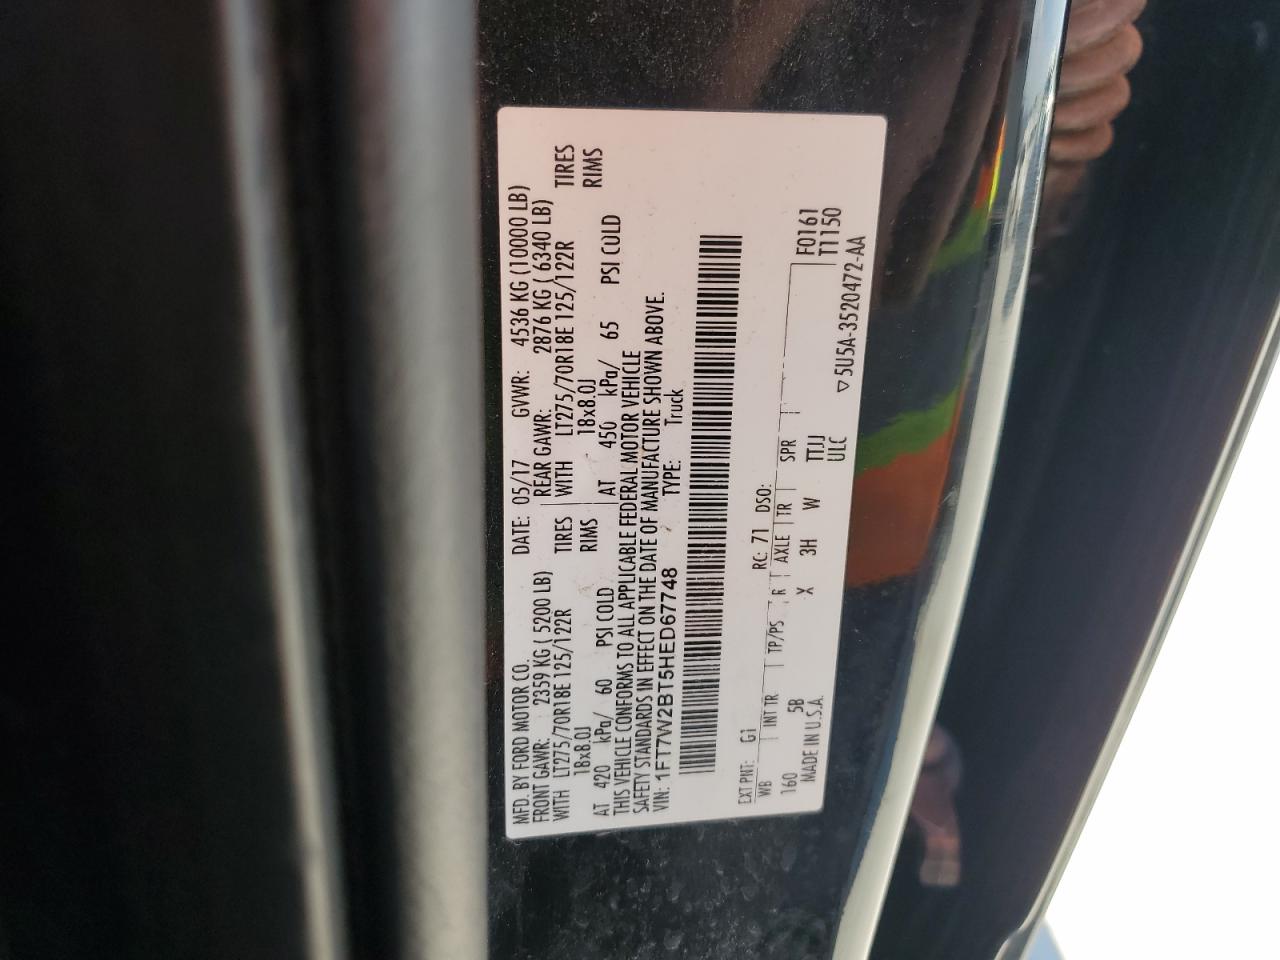 MFD. BY FORD MOTOR CO. DATE: 05/17 GVWR: 4536 KG (10000 LB)
FRONT GAWR: 2359 KG ( 5200 LB) REAR GAWR: 2876 KG ( 6340 LB)
WITH LT275/70R18E 125/122R TIRES WITH LT275/70R18E 125/122R TIRES
18x8.0J RIMS 18x8.0J RIMS
AT 420 kPa/ 60 PSI COLD AT 450 kPa/ 65 PSI COLD
THIS VEHICLE CONFORMS TO ALL APPLICABLE FEDERAL MOTOR VEHICLE
SAFETY STANDARDS IN EFFECT ON THE DATE OF MANUFACTURE SHOWN ABOVE.
VIN: 1FT7W2BT5HED67748 TYPE: Truck
EXT PNT: G1 RC: 71 DSO:
WB INT TR TP/PS R AXLE TR SPR F0161
160 5B X 3H W TTJJ T1150
MADE IN U.S.A. ULC
▽5U5A-3520472-AA